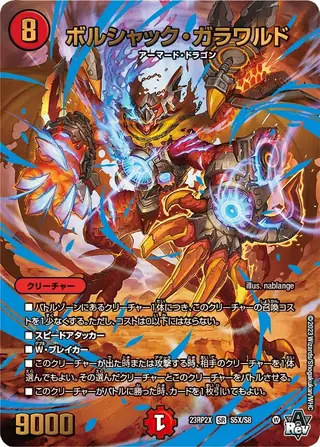 8
ボルシャック・ガラワルド
アーマード・ドラゴン
クリーチャー
illus. nablange
■バトルゾーンにあるクリーチャー1体につき、このクリーチャーの召喚コス
トを1少なくする。ただし、コストは0以下にはならない。
■スピードアタッカー
■W・ブレイカー
■このクリーチャーが出た時または攻撃する時、相手のクリーチャーを1体
選んでもよい。その選んだクリーチャーとこのクリーチャーをバトルさせる。
■このクリーチャーがバトルに勝った時、カードを1枚引いてもよい。
9000
1
23RP2X SR S5X/S8
W
Rev
©2023 Wizards/Shogakukan/WHC